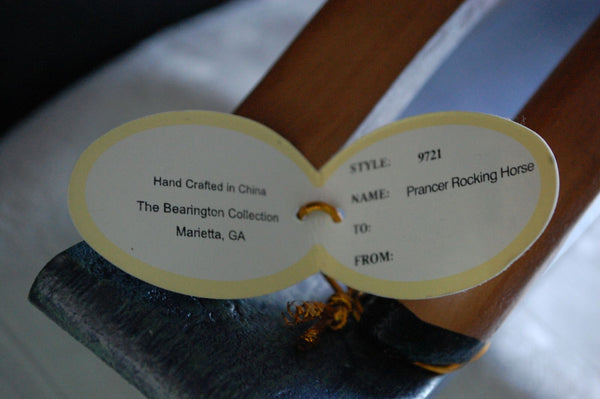 Hand Crafted in China
The Bearington Collection
Marietta, GA
STYLE: 9721
NAME: Prancer Rocking Horse
TO:
FROM: